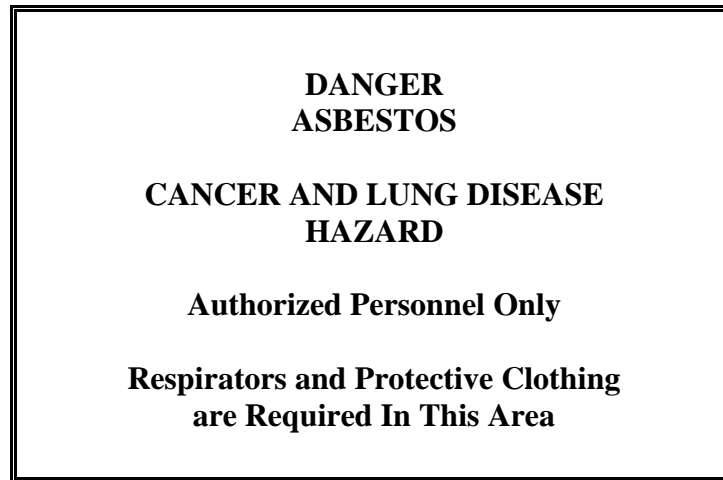 DANGER
ASBESTOS
CANCER AND LUNG DISEASE
HAZARD
Authorized Personnel Only
Respirators and Protective Clothing
are Required In This Area